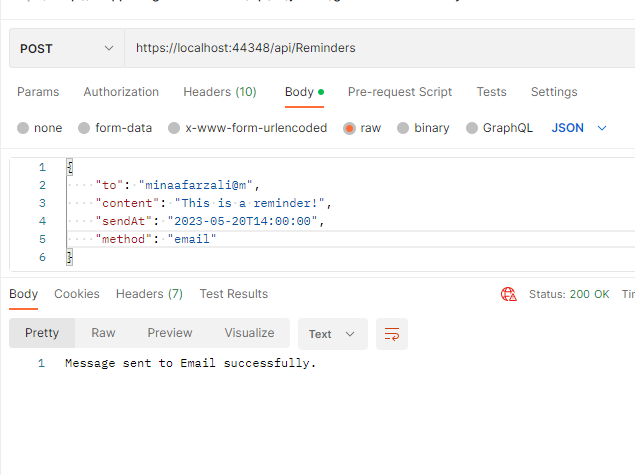 POST https://localhost:44348/api/Reminders
Params Authorization Headers (10) Body Pre-request Script Tests Settings
none form-data x-www-form-urlencoded raw binary GraphQL JSON
1 {
2 "to": "minaafarzali@m",
3 "content": "This is a reminder!",
4 "sendAt": "2023-05-20T14:00:00",
5 "method": "email"
6 }
Body Cookies Headers (7) Test Results Status: 200 OK
Pretty Raw Preview Visualize Text
1 Message sent to Email successfully.